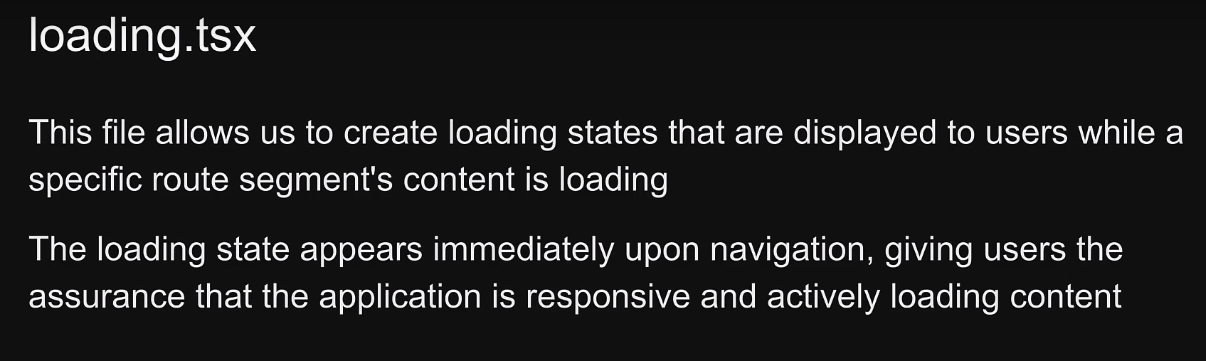 loading.tsx
This file allows us to create loading states that are displayed to users while a
specific route segment's content is loading
The loading state appears immediately upon navigation, giving users the
assurance that the application is responsive and actively loading content